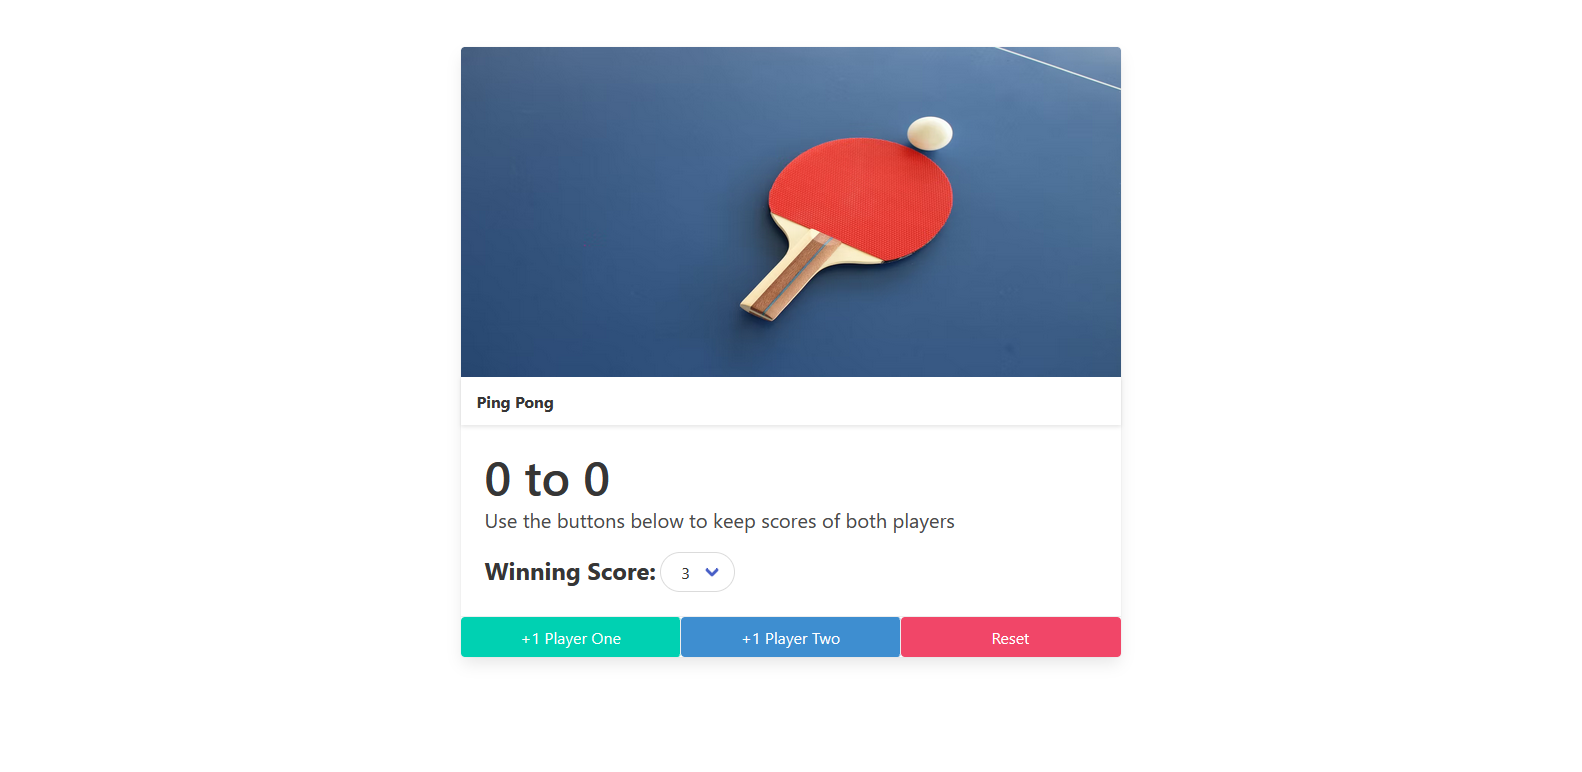 Ping Pong
0 to 0
Use the buttons below to keep scores of both players
Winning Score: 3
+1 Player One +1 Player Two Reset